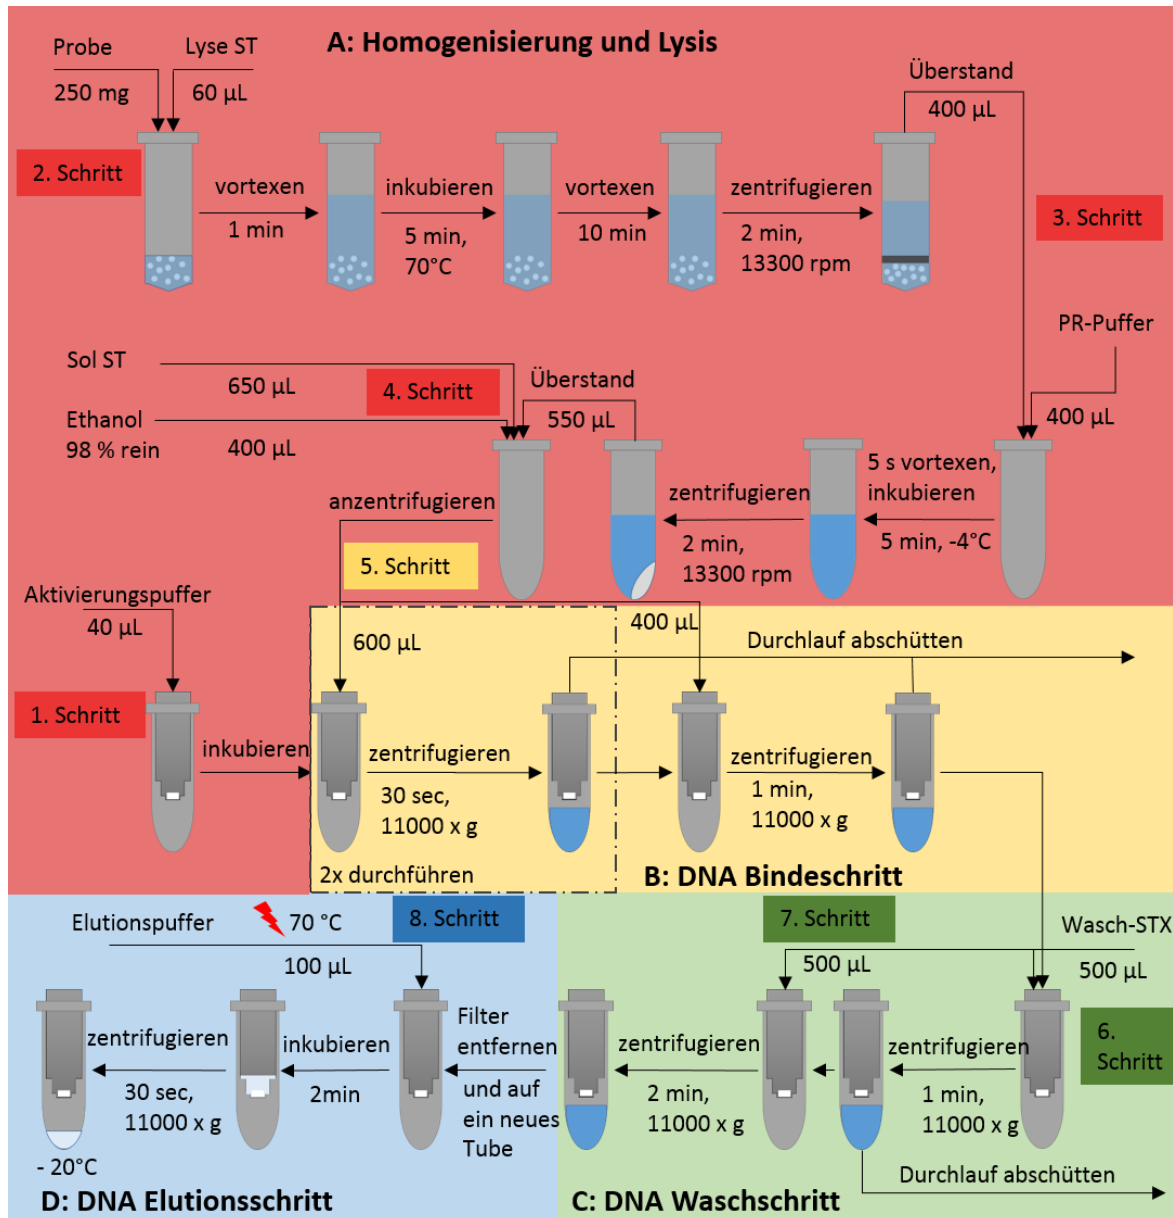 A: Homogenisierung und Lysis
Probe
250 mg
Lyse ST
60 µL
Überstand
400 µL
2. Schritt
vortexen
1 min
inkubieren
5 min,
70°C
vortexen
10 min
zentrifugieren
2 min,
13300 rpm
3. Schritt
PR-Puffer
400 µL
Sol ST
650 µL
4. Schritt
Ethanol
98 % rein
400 µL
Überstand
550 µL
5 s vortexen,
inkubieren
5 min, -4°C
zentrifugieren
2 min,
13300 rpm
anzentrifugieren
5. Schritt
Aktivierungspuffer
40 µL
1. Schritt
inkubieren
600 µL
400 µL
Durchlauf abschütten
zentrifugieren
30 sec,
11000 x g
2x durchführen
zentrifugieren
1 min,
11000 x g
B: DNA Bindeschritt
Wasch-STX
500 µL
6.
Schritt
zentrifugieren
1 min,
11000 x g
Durchlauf abschütten
7. Schritt
500 µL
zentrifugieren
2 min,
11000 x g
C: DNA Waschschritt
Filter
entfernen
und auf
ein neues
Tube
8. Schritt
Elutionspuffer
70 °C
100 µL
inkubieren
2min
zentrifugieren
30 sec,
11000 x g
- 20°C
D: DNA Elutionsschritt